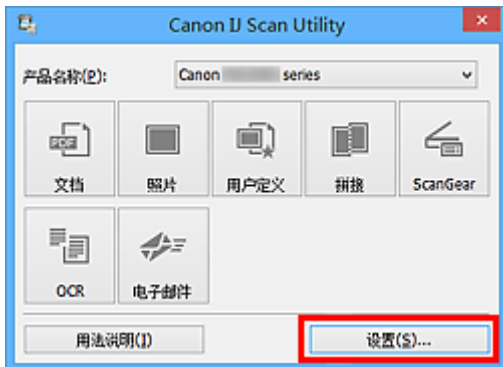 Canon IJ Scan Utility
产品名称(P): Canon series
文档 照片 用户定义 拼接 ScanGear
OCR 电子邮件
用法说明(I) 设置(S)...